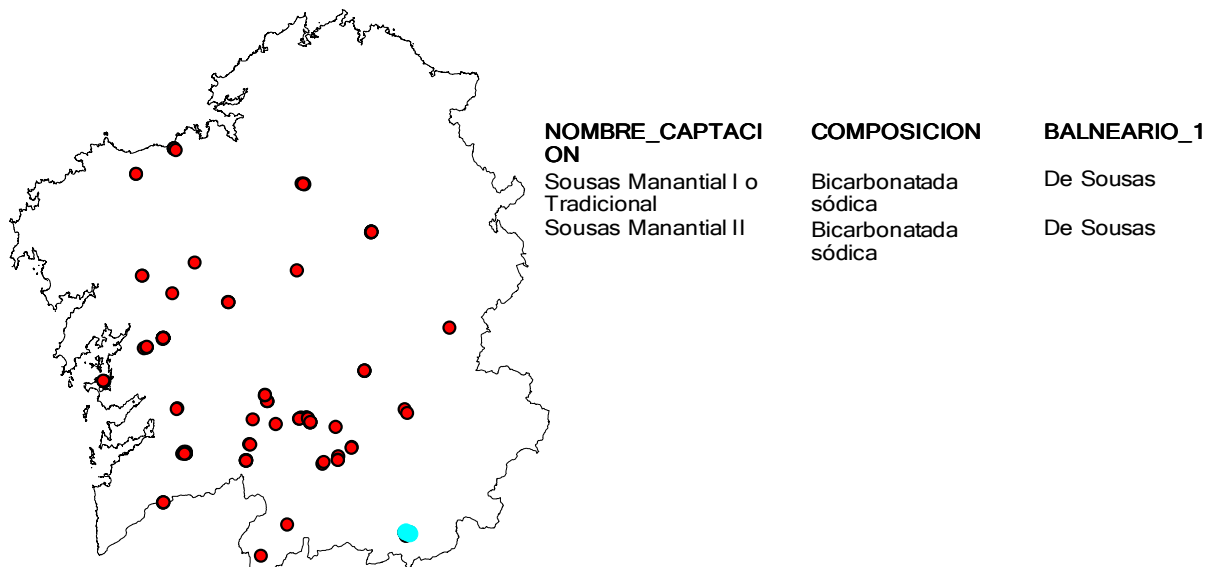 NOMBRE_CAPTACI COMPOSICION BALNEARIO_1
ON
Sousas Manantial I o Bicarbonatada De Sousas
Tradicional sódica
Sousas Manantial II Bicarbonatada De Sousas
sódica